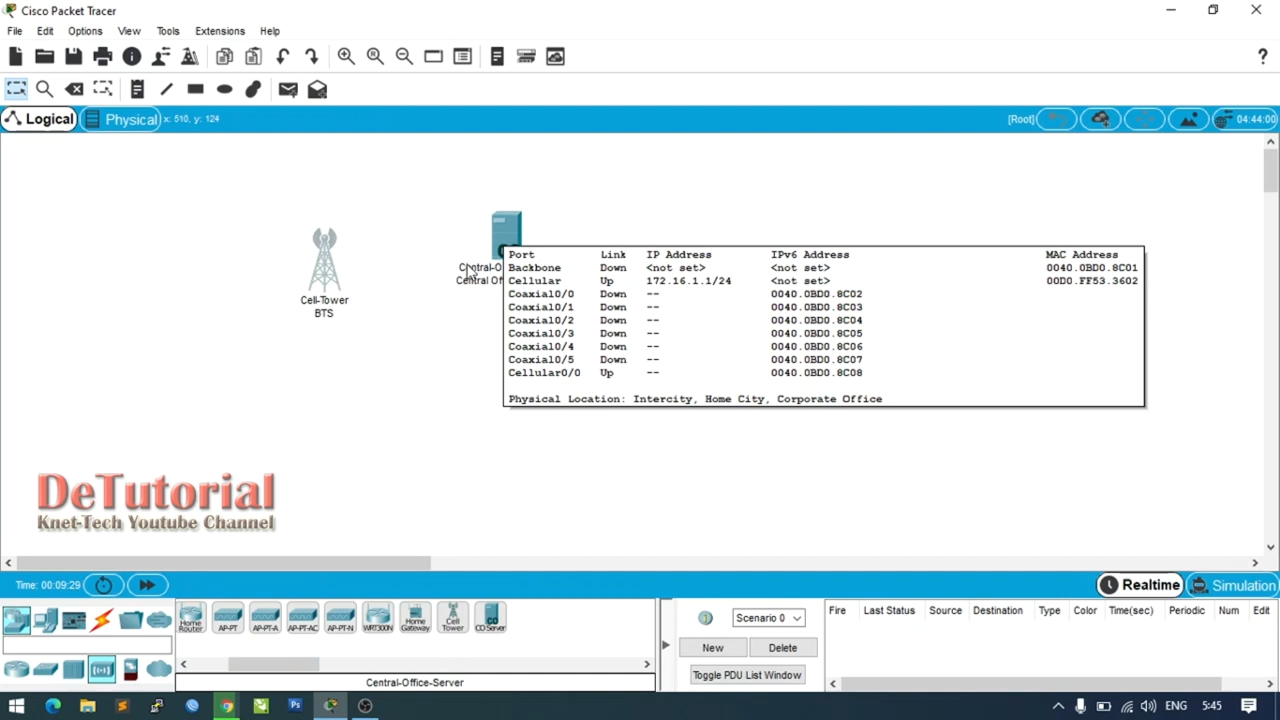 Cisco Packet Tracer
File Edit Options View Tools Extensions Help
?
Logical Physical x: 510, y: 124 [Root] 04:44:00
Cell-Tower
BTS
Central-O
Central Of
Port Link IP Address IPv6 Address MAC Address
Backbone Down <not set> <not set> 0040.0BD0.8C01
Cellular Up 172.16.1.1/24 <not set> 00D0.FF53.3602
Coaxial0/0 Down -- 0040.0BD0.8C02
Coaxial0/1 Down -- 0040.0BD0.8C03
Coaxial0/2 Down -- 0040.0BD0.8C04
Coaxial0/3 Down -- 0040.0BD0.8C05
Coaxial0/4 Down -- 0040.0BD0.8C06
Coaxial0/5 Down -- 0040.0BD0.8C07
Cellular0/0 Up -- 0040.0BD0.8C08
Physical Location: Intercity, Home City, Corporate Office
DeTutorial
Knet-Tech Youtube Channel
Time: 00:09:29 Realtime Simulation
Home Router AP-PT AP-PT-A AP-PT-AC AP-PT-N WRT300N Home Gateway Cell Tower CO Server
Central-Office-Server
Scenario 0
New Delete
Toggle PDU List Window
Fire Last Status Source Destination Type Color Time(sec) Periodic Num Edit
ENG 5:45